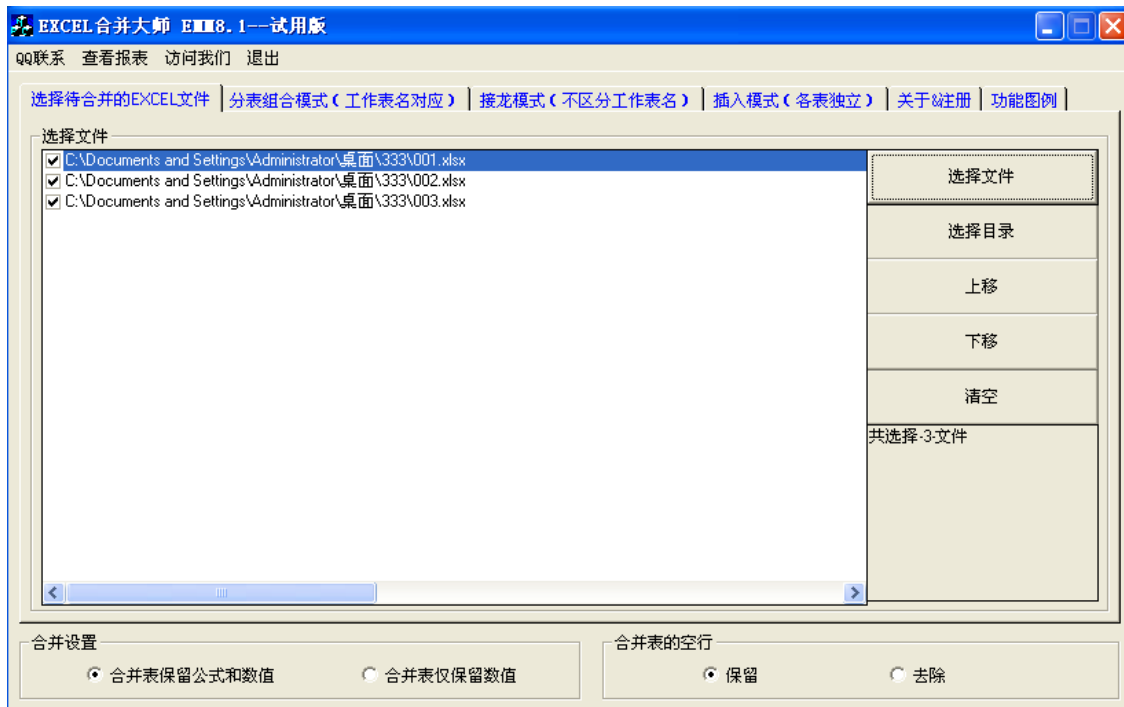 EXCEL合并大师 EMM8.1--试用版
QQ联系 查看报表 访问我们 退出
选择待合并的EXCEL文件 分表组合模式(工作表名对应) 接龙模式(不区分工作表名) 插入模式(各表独立) 关于&注册 功能图例
选择文件
C:\Documents and Settings\Administrator\桌面\333\001.xlsx
C:\Documents and Settings\Administrator\桌面\333\002.xlsx
C:\Documents and Settings\Administrator\桌面\333\003.xlsx
选择文件
选择目录
上移
下移
清空
共选择-3-文件
合并设置
合并表保留公式和数值 合并表仅保留数值
合并表的空行
保留 去除